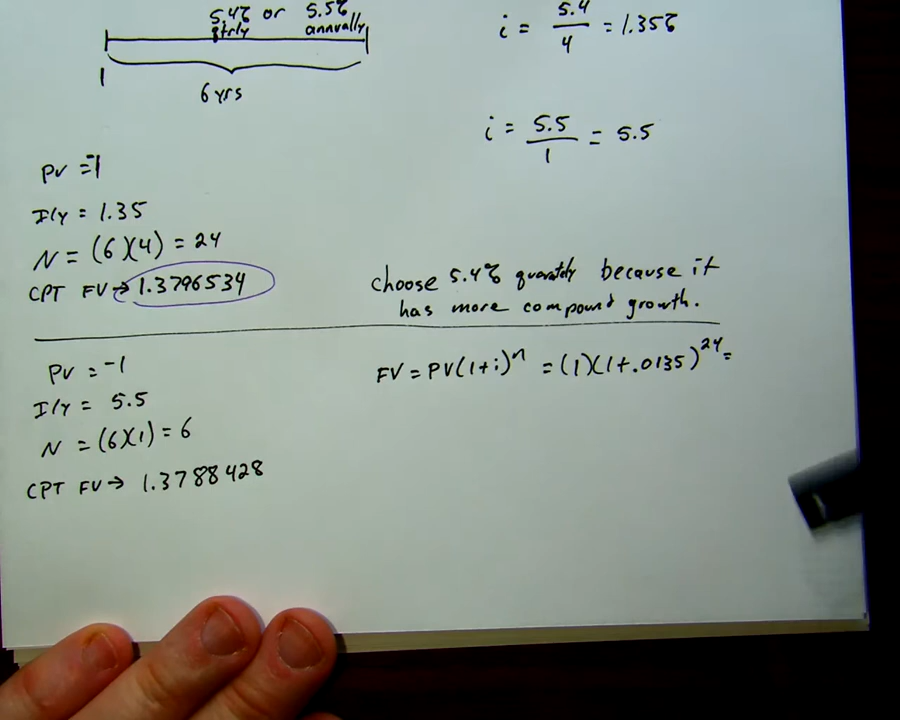 5.4% or 5.5%
qtrly annually
1
6 yrs
i = 5.4/4 = 1.35%
i = 5.5/1 = 5.5
PV = -1
I/Y = 1.35
N = (6)(4) = 24
CPT FV → 1.3796534
choose 5.4% quarately because it
has more compound growth.
PV = -1
I/Y = 5.5
N = (6)(1) = 6
CPT FV → 1.3788428
FV = PV(1+i)^n = (1)(1+.0135)^24 =